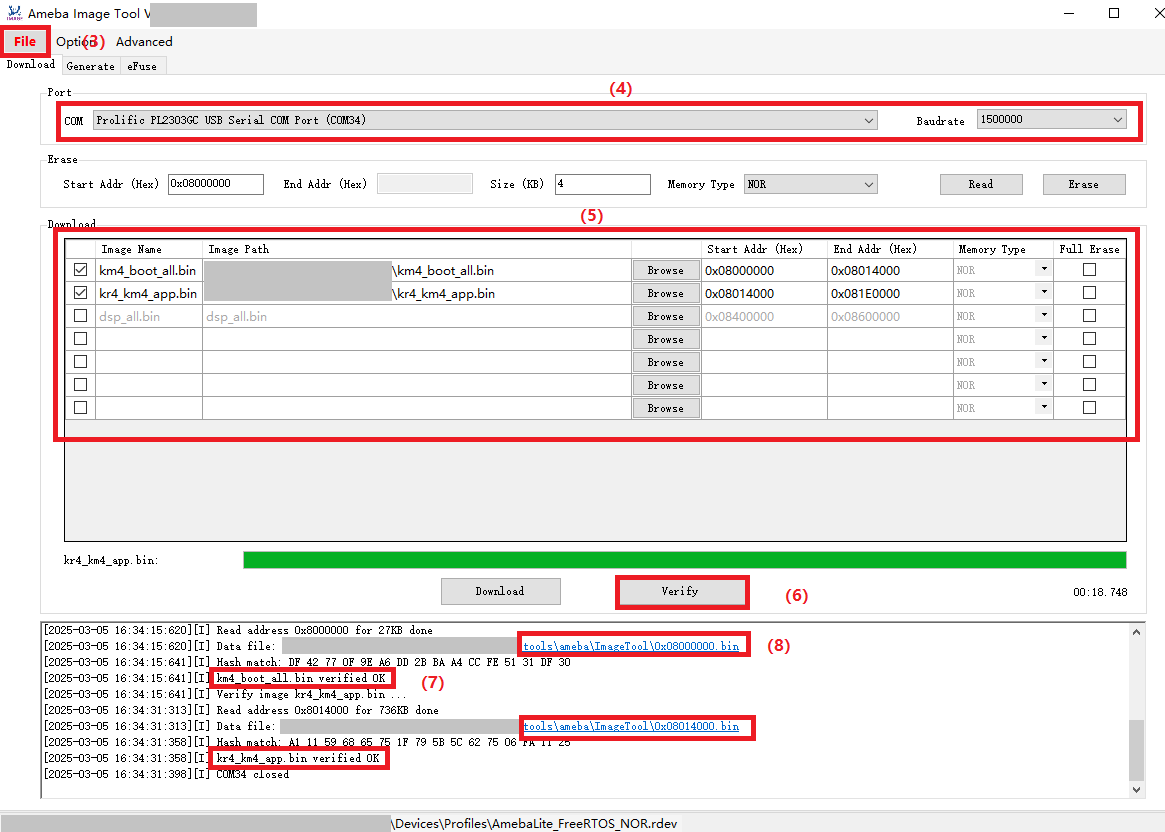 Ameba Image Tool V
File Option (3) Advanced
Download Generate eFuse
(4)
Port
COM Prolific PL2303GC USB Serial COM Port (COM34) Baudrate 1500000
Erase
Start Addr (Hex) 0x08000000 End Addr (Hex) Size (KB) 4 Memory Type NOR Read Erase
(5)
Download
Image Name Image Path Start Addr (Hex) End Addr (Hex) Memory Type Full Erase
km4_boot_all.bin \km4_boot_all.bin Browse 0x08000000 0x08014000 NOR
kr4_km4_app.bin \kr4_km4_app.bin Browse 0x08014000 0x081E0000 NOR
dsp_all.bin dsp_all.bin Browse 0x08400000 0x08600000 NOR
Browse NOR
Browse NOR
Browse NOR
Browse NOR
kr4_km4_app.bin:
Download Verify (6) 00:18.748
[2025-03-05 16:34:15:620][I] Read address 0x8000000 for 27KB done
[2025-03-05 16:34:15:620][I] Data file: tools\ameba\ImageTool\0x08000000.bin (8)
[2025-03-05 16:34:15:641][I] Hash match: DF 42 77 0F 9E A6 DD 2B BA A4 CC FE 51 31 DF 30
[2025-03-05 16:34:15:641][I] km4_boot_all.bin verified OK (7)
[2025-03-05 16:34:15:641][I] Verify image kr4_km4_app.bin ...
[2025-03-05 16:34:31:313][I] Read address 0x8014000 for 736KB done
[2025-03-05 16:34:31:313][I] Data file: tools\ameba\ImageTool\0x08014000.bin
[2025-03-05 16:34:31:358][I] Hash match: A1 11 59 68 65 75 1F 79 5B 5C 62 75 06 FA 11 25
[2025-03-05 16:34:31:358][I] kr4_km4_app.bin verified OK
[2025-03-05 16:34:31:398][I] COM34 closed
\Devices\Profiles\AmebaLite_FreeRTOS_NOR.rdev